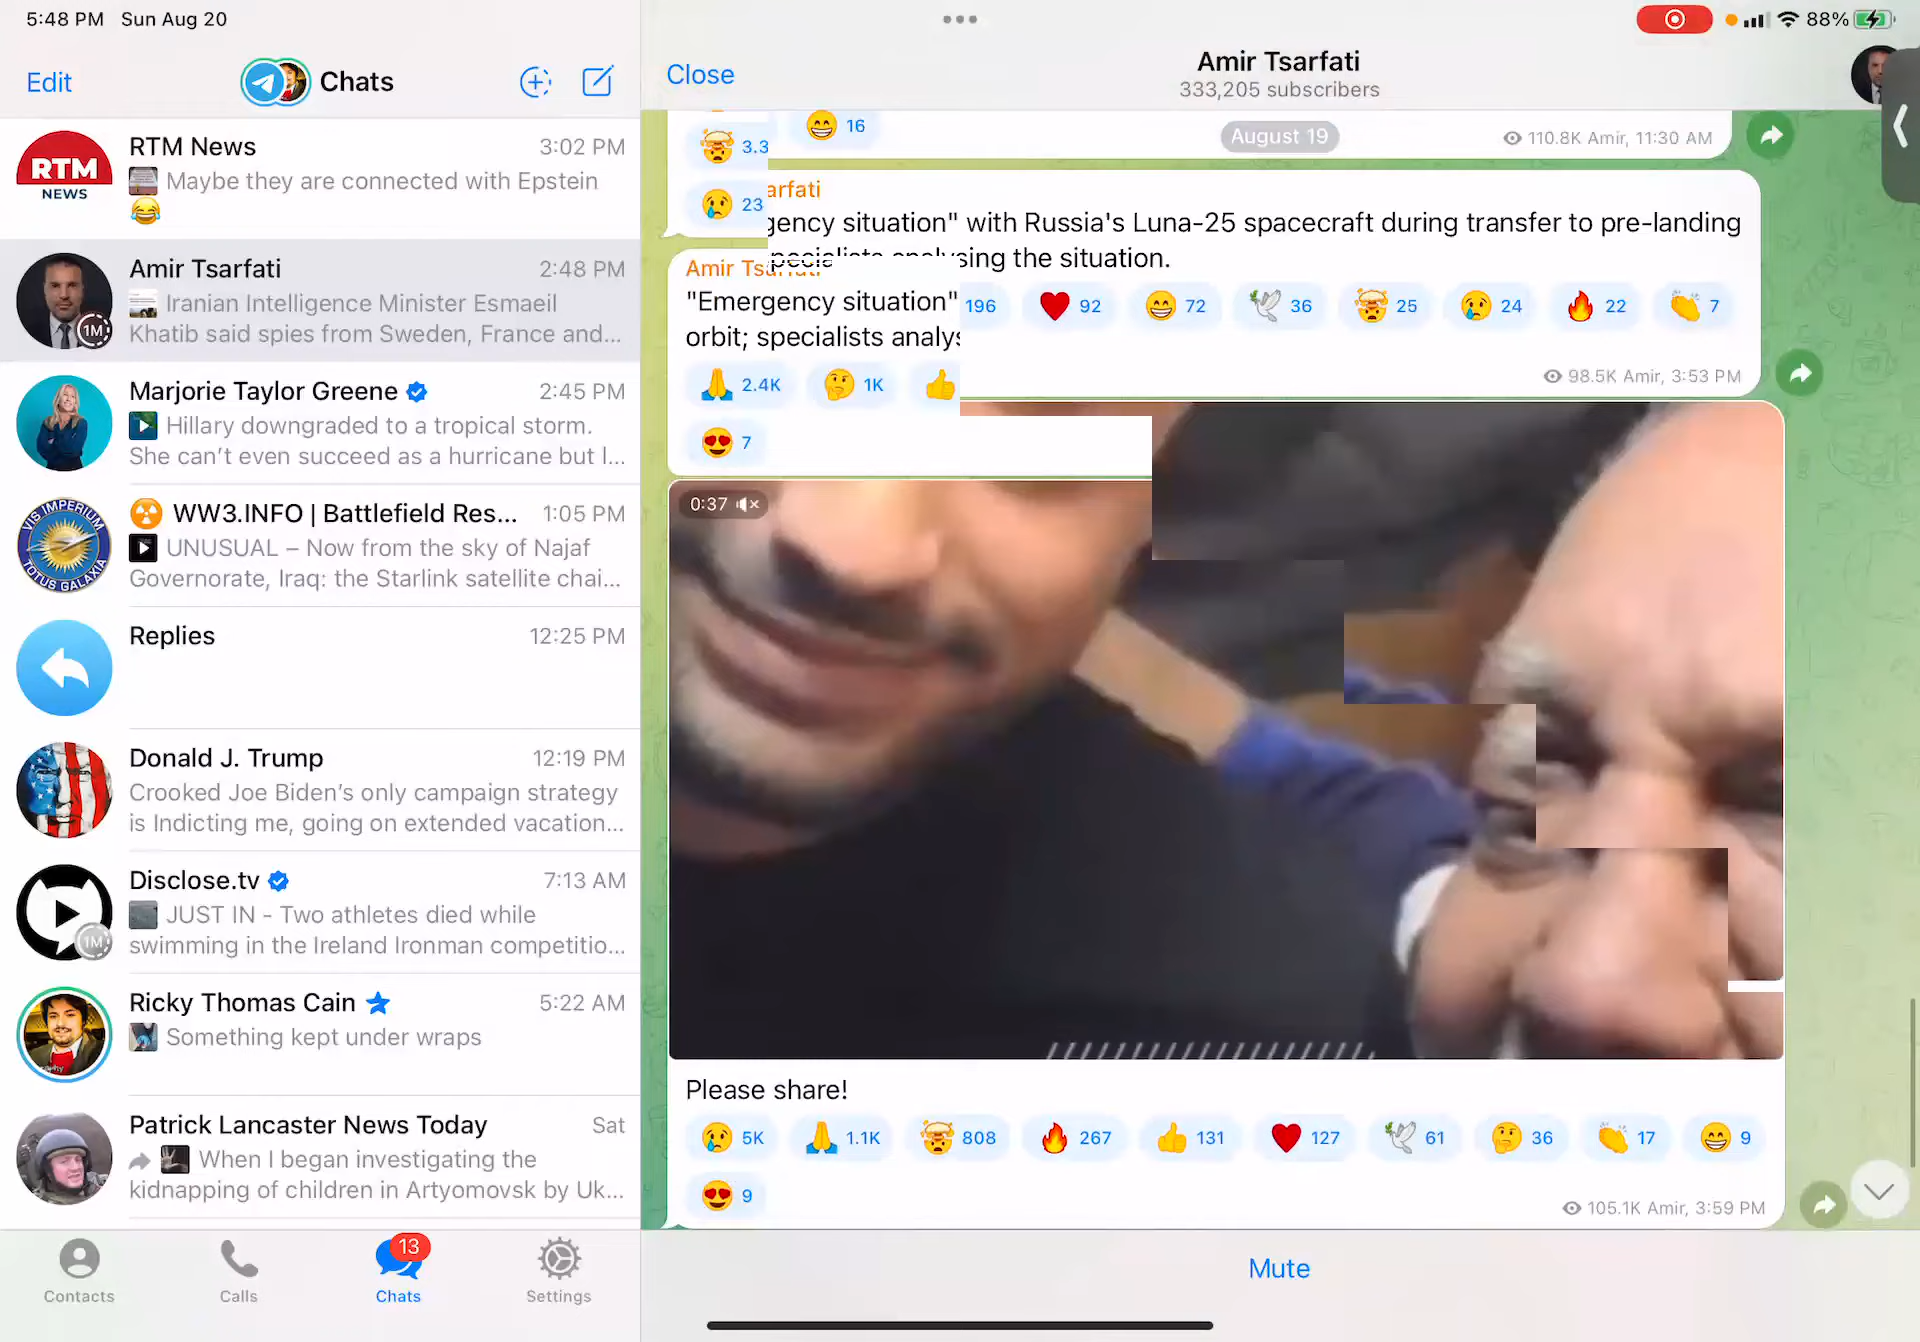 5:48 PM Sun Aug 20
88%
Edit
Chats
RTM NEWS
RTM News
3:02 PM
Maybe they are connected with Epstein
😂
Amir Tsarfati
2:48 PM
1M
Iranian Intelligence Minister Esmaeil
Khatib said spies from Sweden, France and...
Marjorie Taylor Greene
2:45 PM
Hillary downgraded to a tropical storm.
She can't even succeed as a hurricane but I...
VIS IMPERIUM
TOTUS GALAXIA
☢️ WW3.INFO | Battlefield Res...
1:05 PM
UNUSUAL – Now from the sky of Najaf
Governorate, Iraq: the Starlink satellite chai...
Replies
12:25 PM
Donald J. Trump
12:19 PM
Crooked Joe Biden's only campaign strategy
is Indicting me, going on extended vacation...
Disclose.tv
7:13 AM
1M
JUST IN - Two athletes died while
swimming in the Ireland Ironman competitio...
Ricky Thomas Cain
5:22 AM
Something kept under wraps
Patrick Lancaster News Today
Sat
When I began investigating the
kidnapping of children in Artyomovsk by Uk...
Contacts
Calls
13
Chats
Settings
Close
Amir Tsarfati
333,205 subscribers
🤯 3.3
😁 16
August 19
110.8K Amir, 11:30 AM
😢 23
arfati
gency situation" with Russia's Luna-25 spacecraft during transfer to pre-landing
sing the situation.
Amir
"Emergency situation"
196 ❤️ 92 😁 72 🕊 36 🤯 25 😢 24 🔥 22 👏 7
orbit; specialists analys
98.5K Amir, 3:53 PM
🙏 2.4K 🤔 1K 👍
😍 7
0:37
Please share!
😢 5K 🙏 1.1K 🤯 808 🔥 267 👍 131 ❤️ 127 🕊 61 🤔 36 👏 17 😁 9
😍 9
105.1K Amir, 3:59 PM
Mute